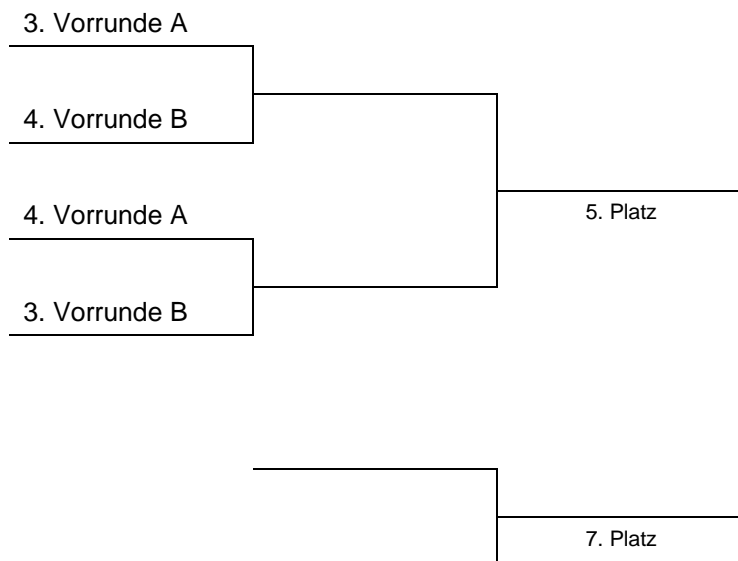 3. Vorrunde A
4. Vorrunde B
4. Vorrunde A
5. Platz
3. Vorrunde B
7. Platz